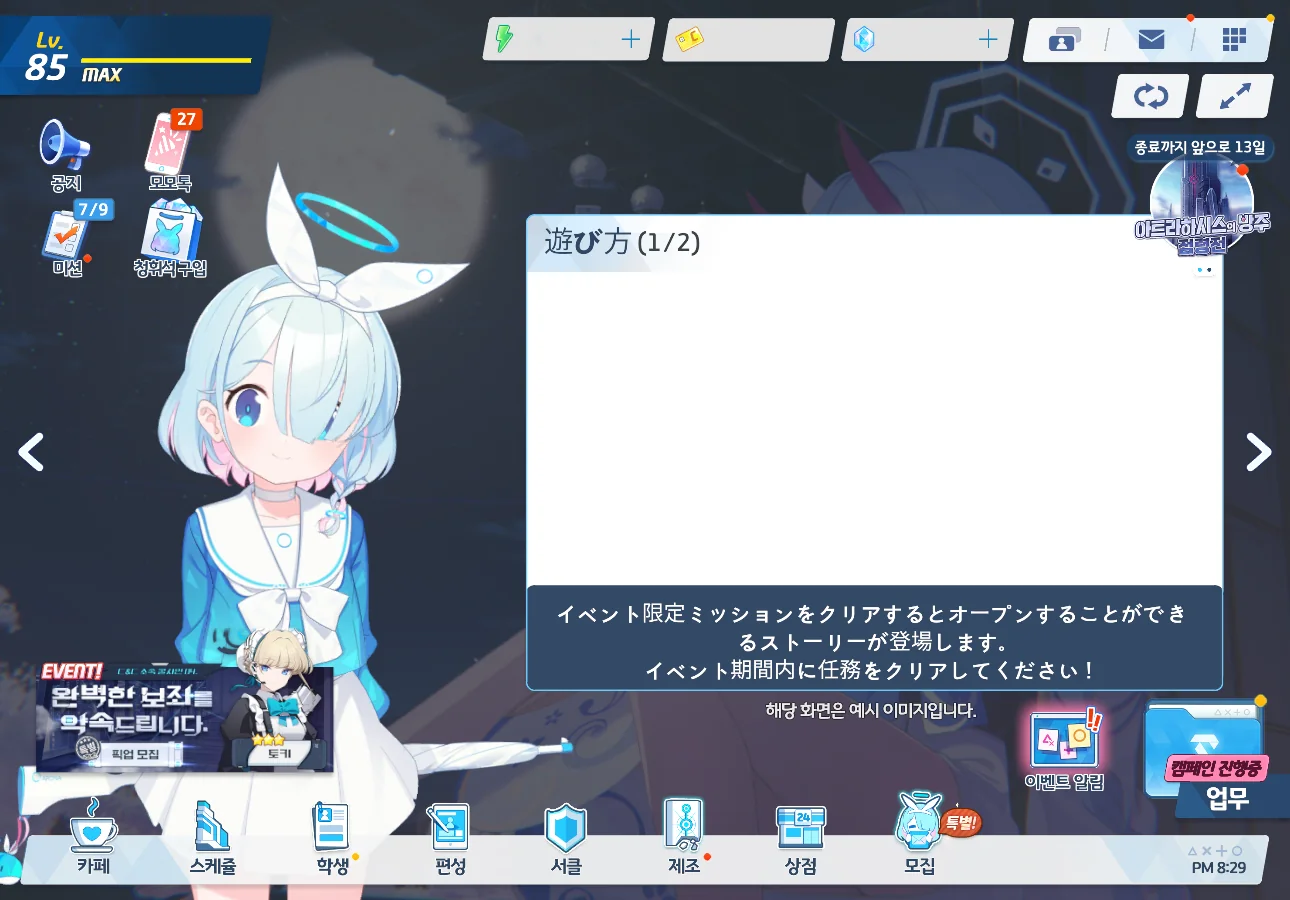 Lv.
85 MAX
공지
27
모모톡
7/9
미션
청휘석 구입
종료까지 앞으로 13일
아트라하시스의 방주
점령전
遊び方(1/2)
イベント限定ミッションをクリアするとオープンすることができ
るストーリーが登場します。
イベント期間内に任務をクリアしてください！
해당 화면은 예시 이미지입니다.
EVENT!
완벽한 보좌를
약속드립니다.
특별
픽업 모집
토키
이벤트 알림
캠페인 진행중
업무
카페
스케쥴
학생
편성
서클
제조
24
상점
모집
특별!
PM 8:29